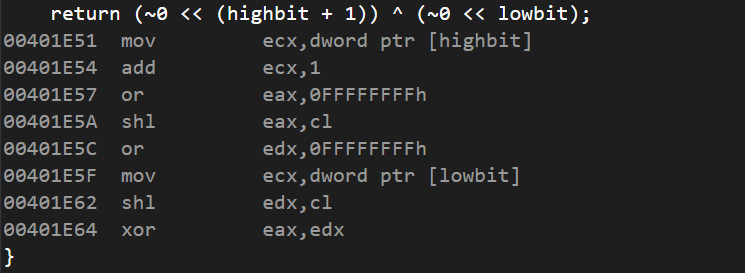 return (~0 << (highbit + 1)) ^ (~0 << lowbit);
00401E51  mov         ecx,dword ptr [highbit]
00401E54  add         ecx,1
00401E57  or          eax,0FFFFFFFFh
00401E5A  shl         eax,cl
00401E5C  or          edx,0FFFFFFFFh
00401E5F  mov         ecx,dword ptr [lowbit]
00401E62  shl         edx,cl
00401E64  xor         eax,edx
}